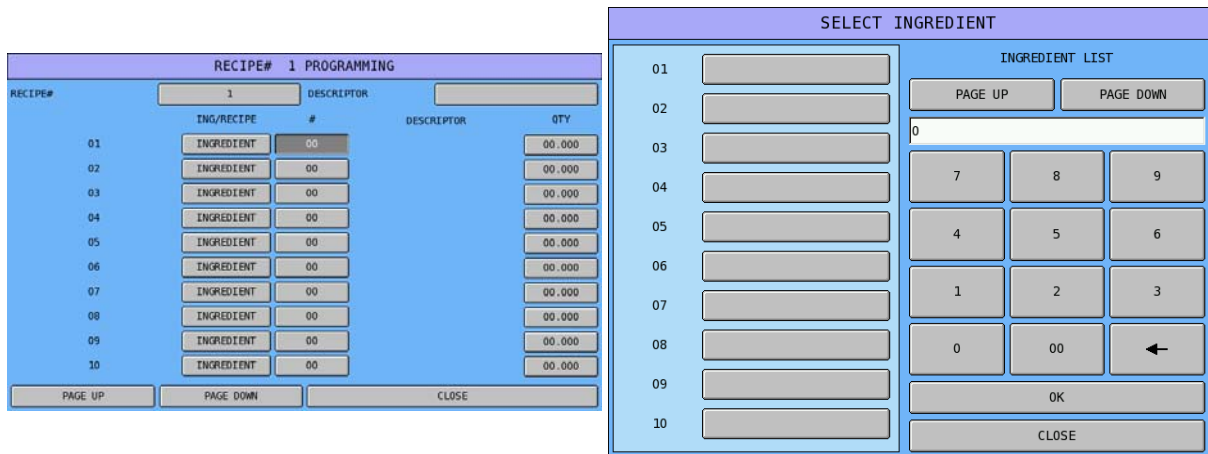 RECIPE# 1 PROGRAMMING
RECIPE# 1 DESCRIPTOR
ING/RECIPE # DESCRIPTOR QTY
01 INGREDIENT 00 00.000
02 INGREDIENT 00 00.000
03 INGREDIENT 00 00.000
04 INGREDIENT 00 00.000
05 INGREDIENT 00 00.000
06 INGREDIENT 00 00.000
07 INGREDIENT 00 00.000
08 INGREDIENT 00 00.000
09 INGREDIENT 00 00.000
10 INGREDIENT 00 00.000
PAGE UP PAGE DOWN CLOSE
SELECT INGREDIENT
01
02
03
04
05
06
07
08
09
10
INGREDIENT LIST
PAGE UP PAGE DOWN
0
7 8 9
4 5 6
1 2 3
0 00
OK
CLOSE